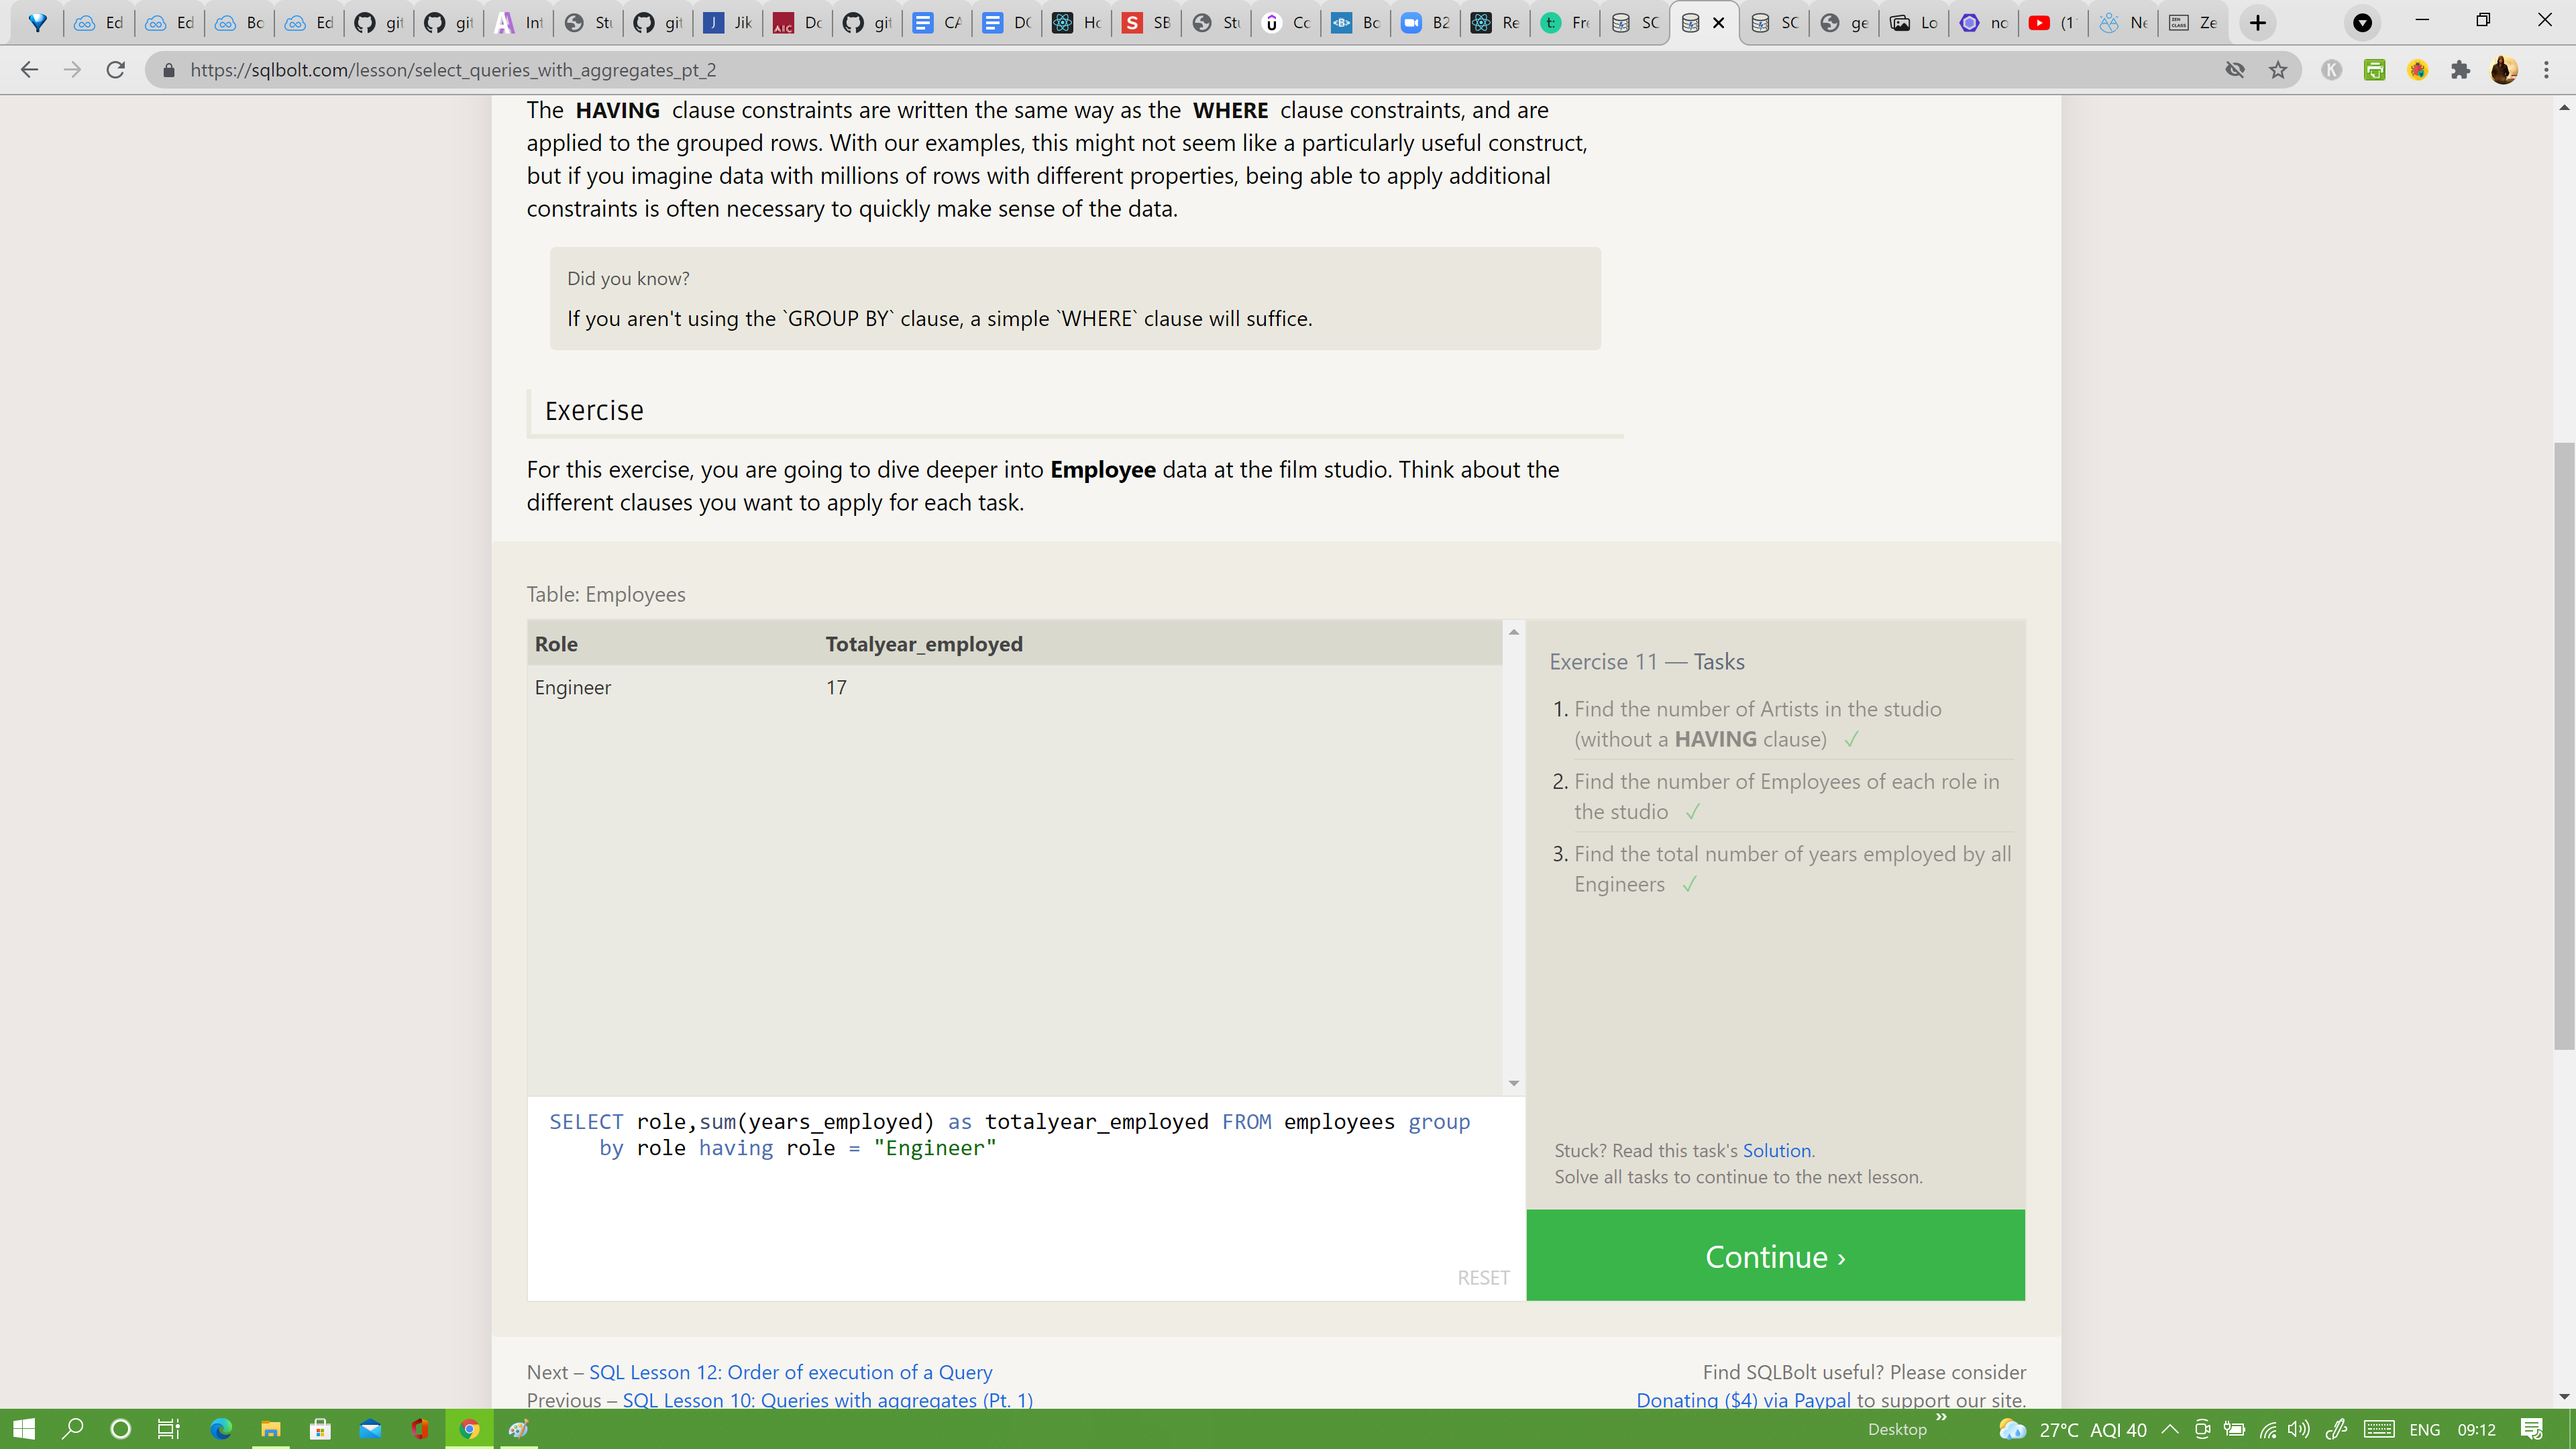 Ed
Ed
Bc
Ed
git
git
Int
Stu
git
Jik
Dc
git
CA
DC
Ho
SB
Stu
Cc
Bo
B2
Re
Fre
SC
SC
ge
Lo
no
(1
Ne
Ze
https://sqlbolt.com/lesson/select_queries_with_aggregates_pt_2
The HAVING clause constraints are written the same way as the WHERE clause constraints, and are
applied to the grouped rows. With our examples, this might not seem like a particularly useful construct,
but if you imagine data with millions of rows with different properties, being able to apply additional
constraints is often necessary to quickly make sense of the data.
Did you know?
If you aren't using the `GROUP BY` clause, a simple `WHERE` clause will suffice.
Exercise
For this exercise, you are going to dive deeper into Employee data at the film studio. Think about the
different clauses you want to apply for each task.
Table: Employees
Role Totalyear_employed
Engineer 17
Exercise 11 — Tasks
1. Find the number of Artists in the studio
(without a HAVING clause) ✓
2. Find the number of Employees of each role in
the studio ✓
3. Find the total number of years employed by all
Engineers ✓
SELECT role,sum(years_employed) as totalyear_employed FROM employees group
by role having role = "Engineer"
RESET
Stuck? Read this task's Solution.
Solve all tasks to continue to the next lesson.
Continue ›
Next – SQL Lesson 12: Order of execution of a Query
Previous – SQL Lesson 10: Queries with aggregates (Pt. 1)
Find SQLBolt useful? Please consider
Donating ($4) via Paypal to support our site.
Desktop
27°C AQI 40
ENG
09:12